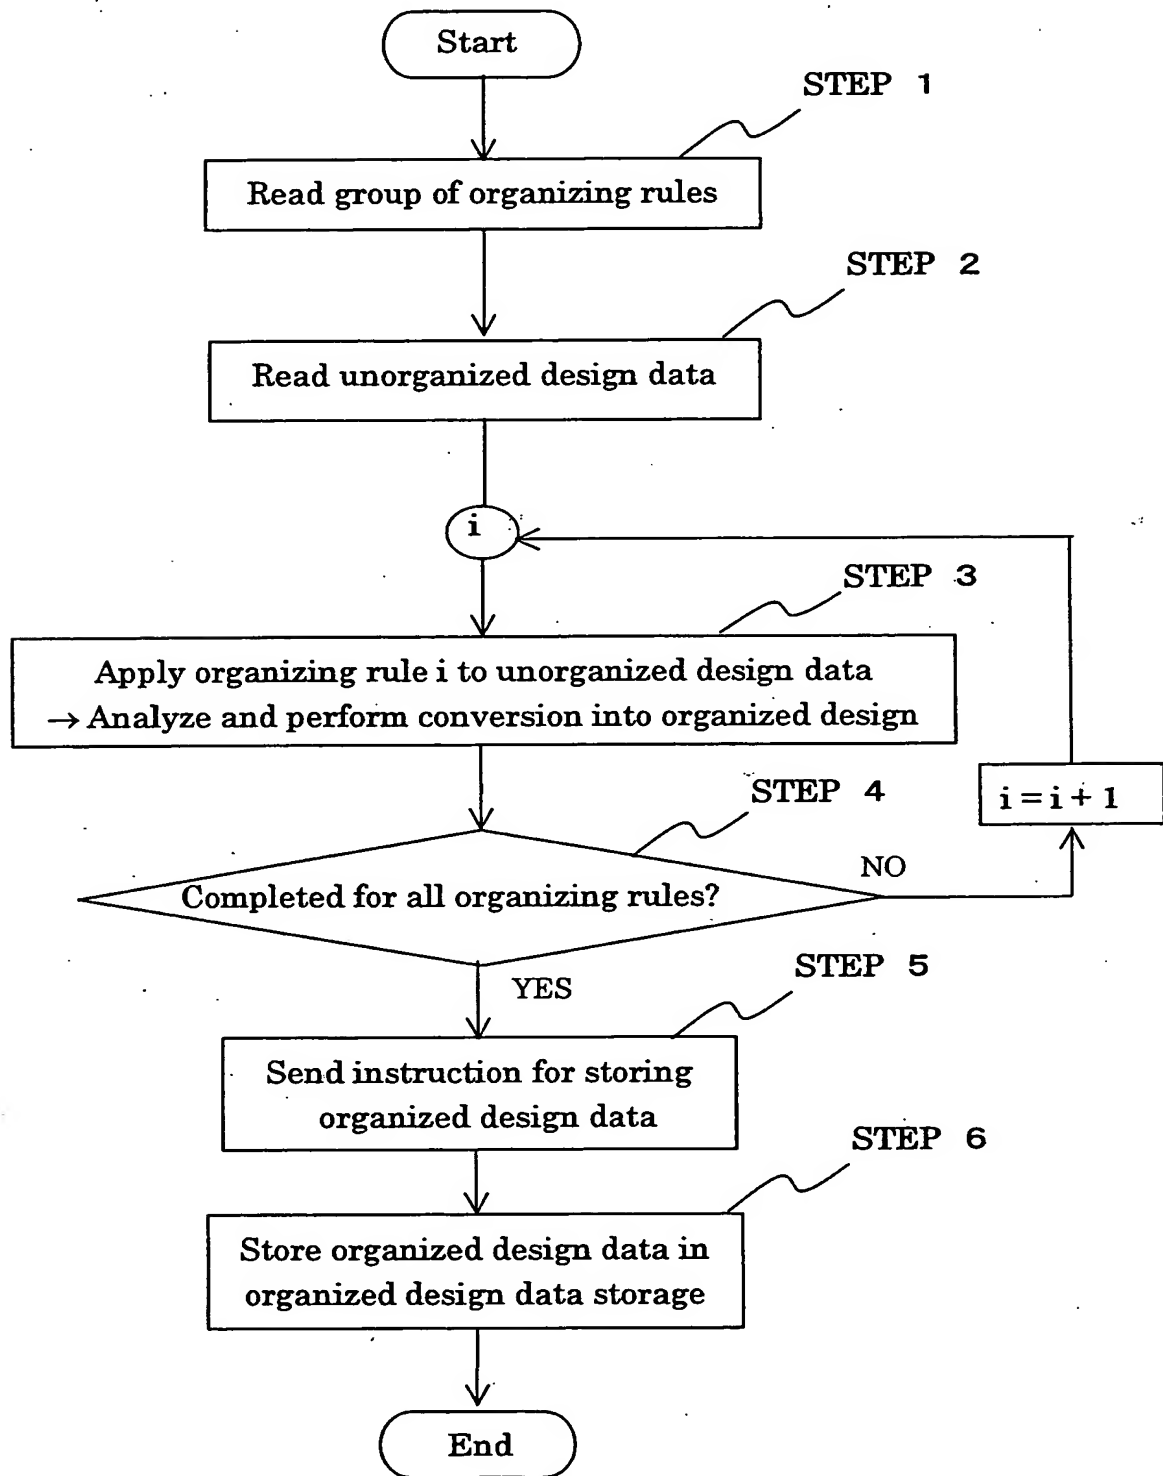 Start
STEP 1
Read group of organizing rules
STEP 2
Read unorganized design data
i
STEP 3
Apply organizing rule i to unorganized design data
→ Analyze and perform conversion into organized design
STEP 4
i = i + 1
NO
Completed for all organizing rules?
YES
STEP 5
Send instruction for storing
organized design data
STEP 6
Store organized design data in
organized design data storage
End